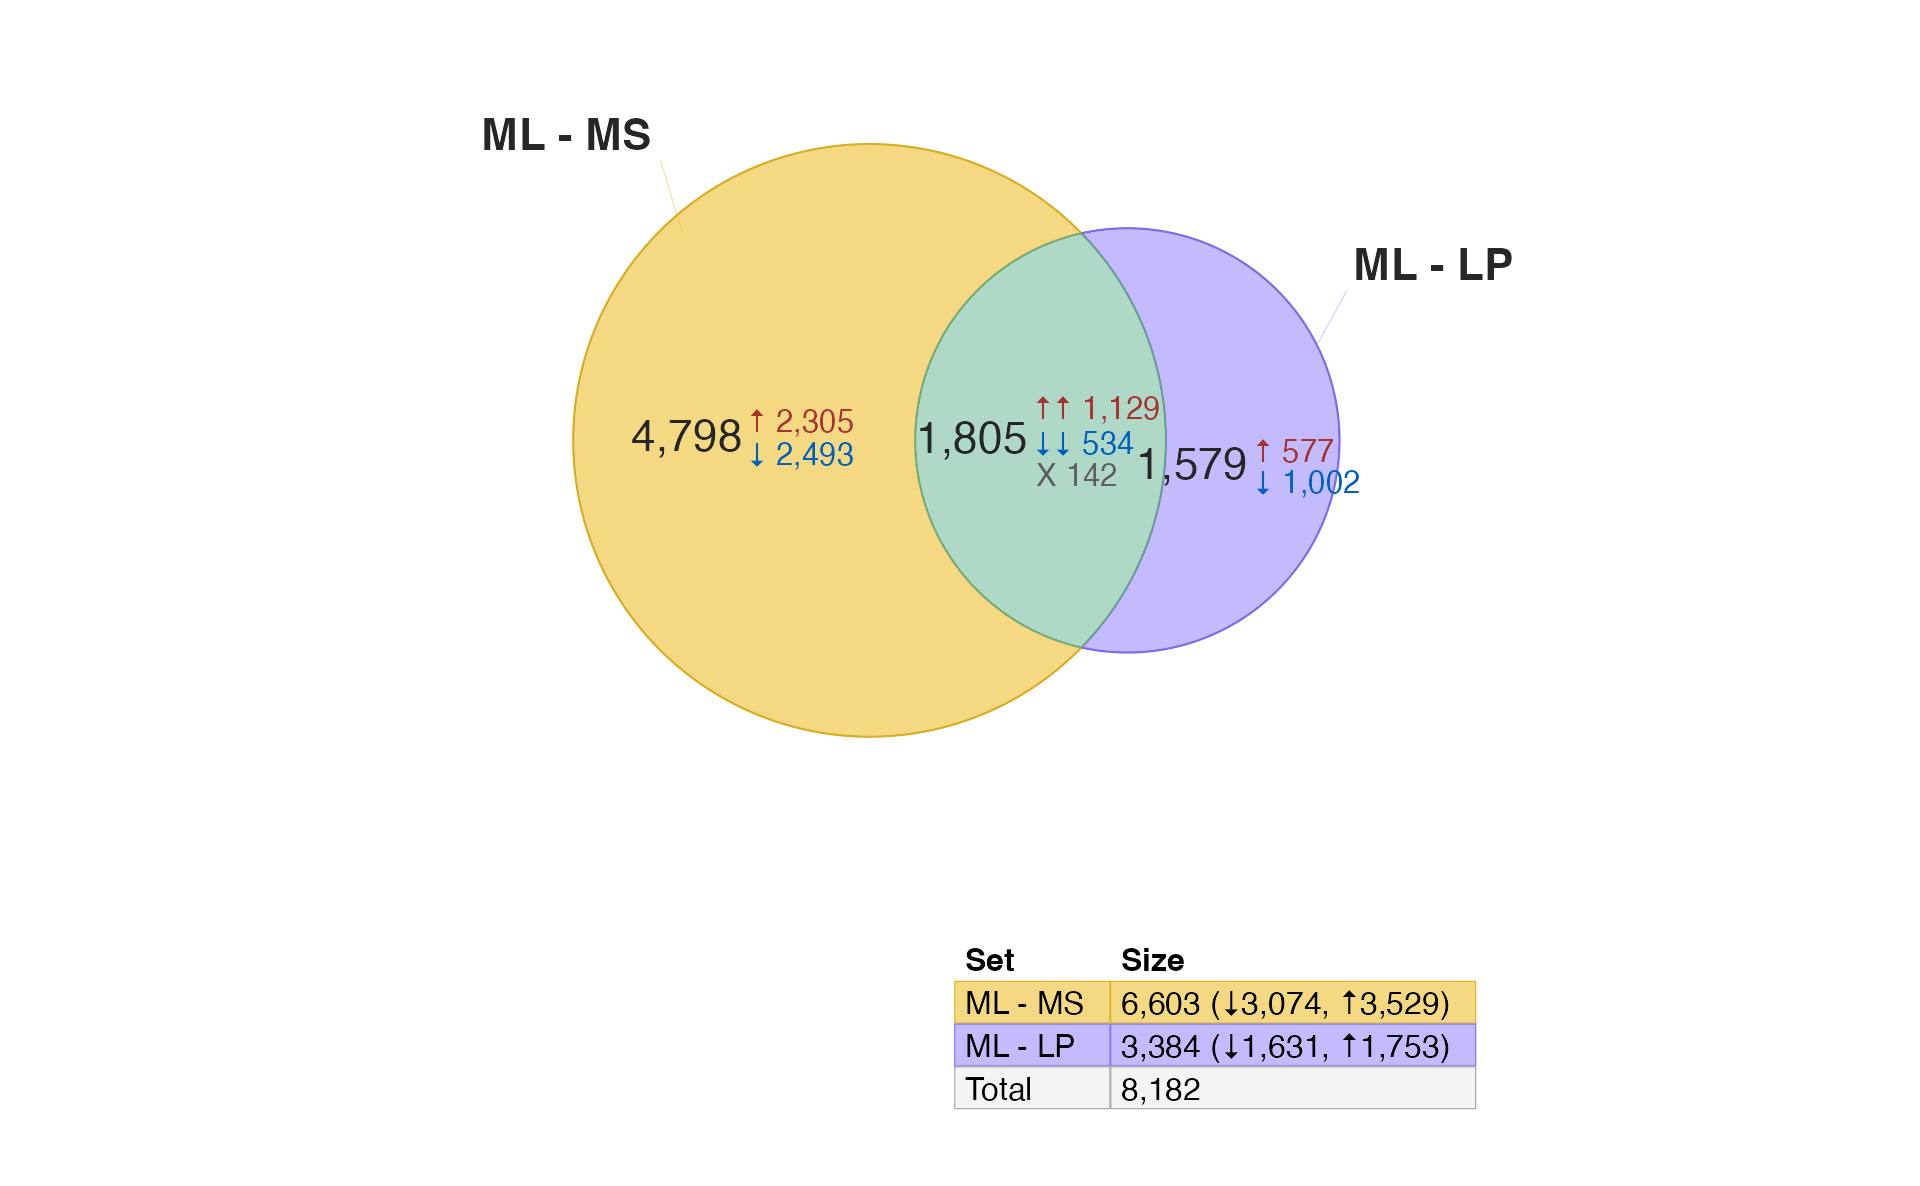 ML - MS
ML - LP
4,798 ↑ 2,305
↓ 2,493
1,805 ↑↑ 1,129
↓↓ 534
X 142
1,579 ↑ 577
↓ 1,002
Set Size
ML - MS 6,603 (↓3,074, ↑3,529)
ML - LP 3,384 (↓1,631, ↑1,753)
Total 8,182